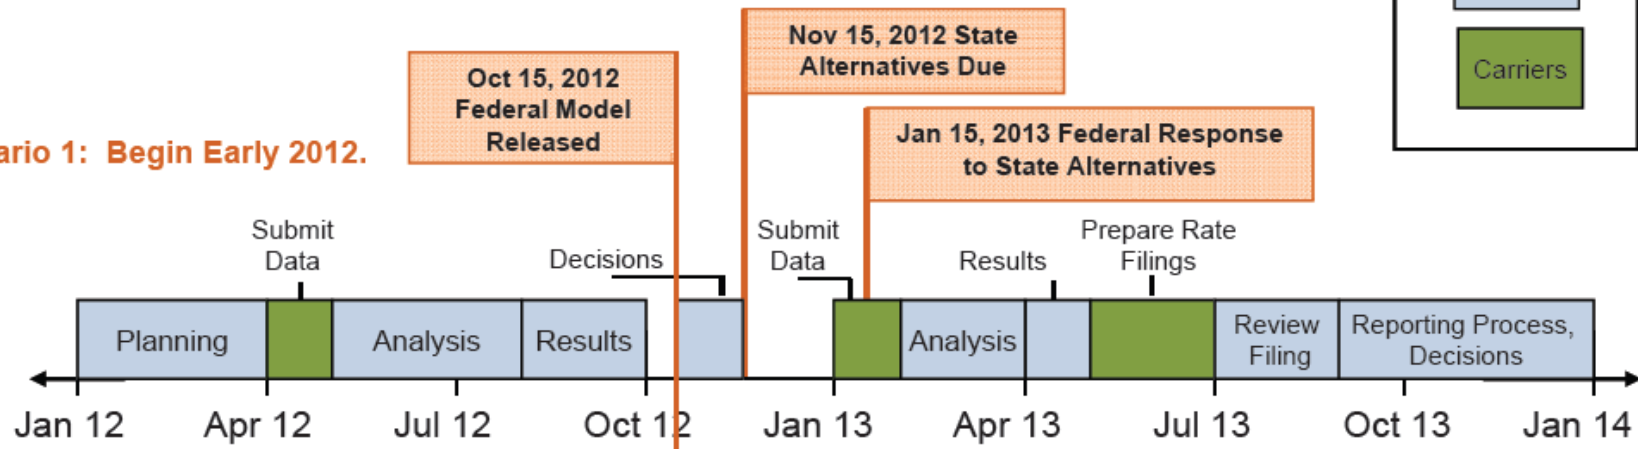 Nov 15, 2012 State
Alternatives Due
Oct 15, 2012
Federal Model
Released
Carriers
Jan 15, 2013 Federal Response
to State Alternatives
ario 1: Begin Early 2012.
Submit
Data
Decisions
Submit
Data
Results
Prepare Rate
Filings
Planning
Analysis
Results
Analysis
Review
Filing
Reporting Process,
Decisions
Jan 12
Apr 12
Jul 12
Oct 12
Jan 13
Apr 13
Jul 13
Oct 13
Jan 14